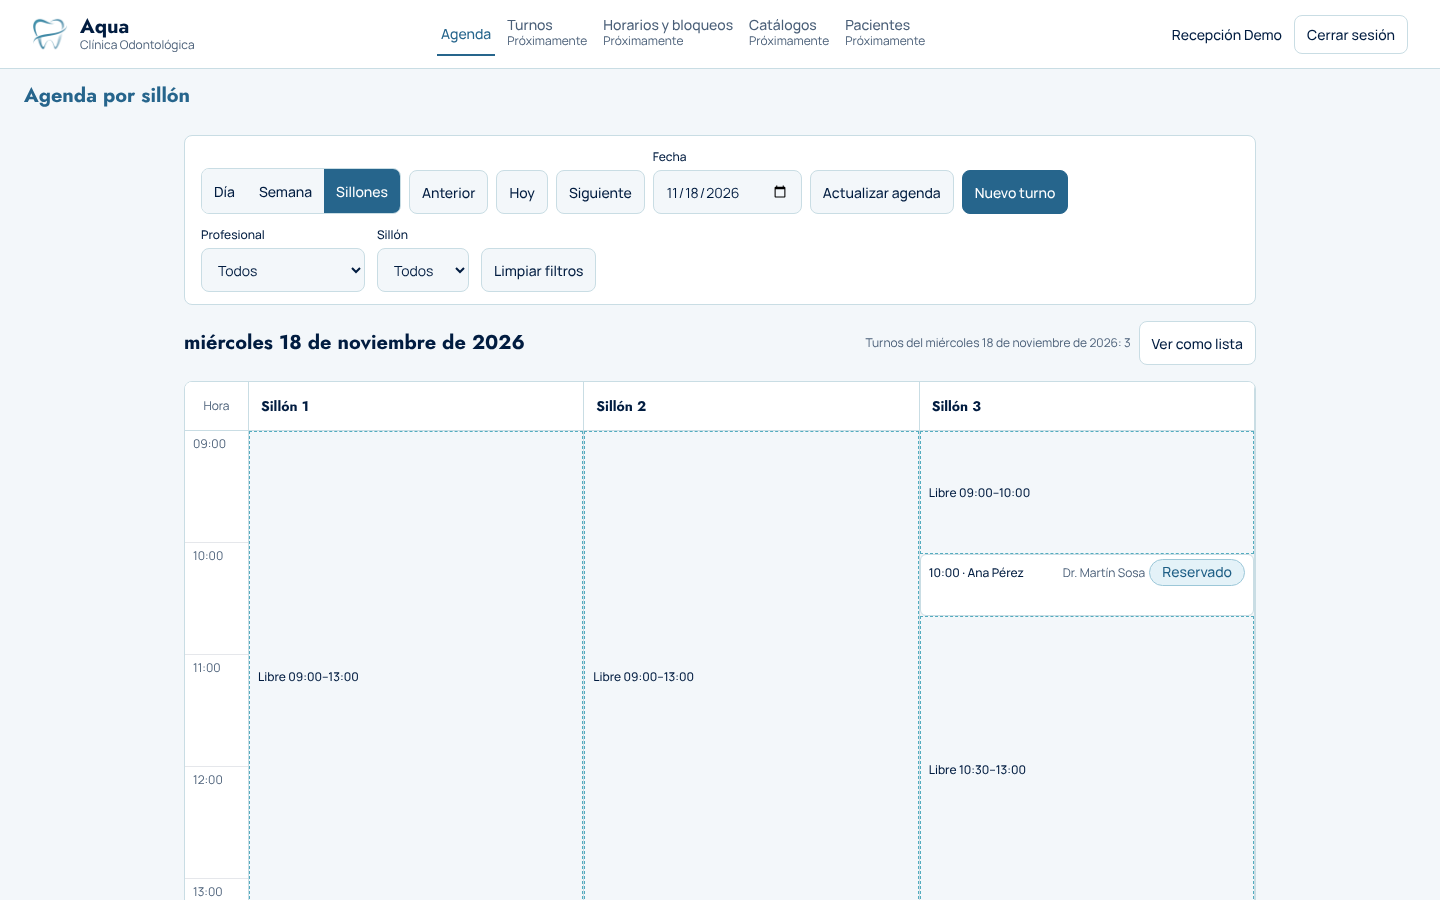 Aqua
Clínica Odontológica
Agenda
Turnos
Próximamente
Horarios y bloqueos
Próximamente
Catálogos
Próximamente
Pacientes
Próximamente
Recepción Demo
Cerrar sesión
Agenda por sillón
Fecha
Día
Semana
Sillones
Anterior
Hoy
Siguiente
11/18/2026
Actualizar agenda
Nuevo turno
Profesional
Sillón
Todos
Todos
Limpiar filtros
miércoles 18 de noviembre de 2026
Turnos del miércoles 18 de noviembre de 2026: 3
Ver como lista
Hora
Sillón 1
Sillón 2
Sillón 3
09:00
Libre 09:00–10:00
10:00
10:00 · Ana Pérez
Dr. Martín Sosa
Reservado
11:00
Libre 09:00–13:00
Libre 09:00–13:00
Libre 10:30–13:00
12:00
13:00